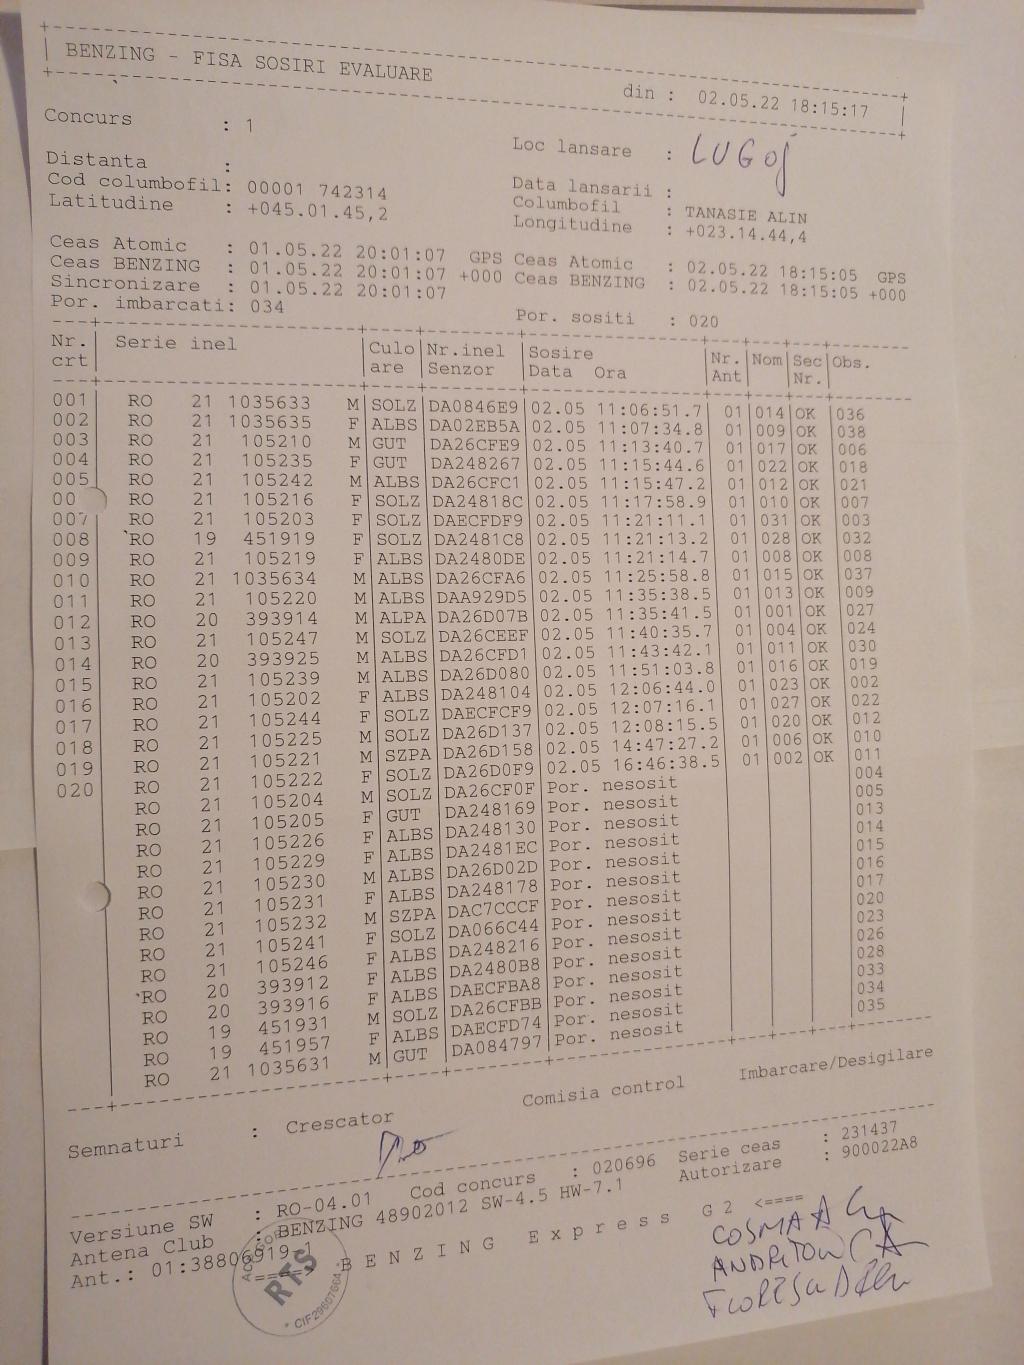 BENZING - FISA SOSIRI EVALUARE
din : 02.05.22 18:15:17
Concurs : 1
Loc lansare : LUGOJ
Distanta :
Data lansarii :
Cod columbofil: 00001 742314
Columbofil : TANASIE ALIN
Latitudine : +045.01.45,2
Longitudine : +023.14.44,4
Ceas Atomic : 01.05.22 20:01:07 GPS Ceas Atomic : 02.05.22 18:15:05 GPS
Ceas BENZING : 01.05.22 20:01:07 +000 Ceas BENZING : 02.05.22 18:15:05 +000
Sincronizare : 01.05.22 20:01:07
Por. imbarcati: 034 Por. sositi : 020
Nr. Serie inel Culo Nr.inel Sosire Nr. Nom Sec Obs.
crt are Senzor Data Ora Ant Nr.
001 RO 21 1035633 M SOLZ DA0846E9 02.05 11:06:51.7 01 014 OK 036
002 RO 21 1035635 F ALBS DA02EB5A 02.05 11:07:34.8 01 009 OK 038
003 RO 21 105210 M GUT DA26CFE9 02.05 11:13:40.7 01 017 OK 006
004 RO 21 105235 F GUT DA248267 02.05 11:15:44.6 01 022 OK 018
005 RO 21 105242 M ALBS DA26CFC1 02.05 11:15:47.2 01 012 OK 021
00 RO 21 105216 F SOLZ DA24818C 02.05 11:17:58.9 01 010 OK 007
007 RO 21 105203 F SOLZ DAECFDF9 02.05 11:21:11.1 01 031 OK 003
008 RO 19 451919 F SOLZ DA2481C8 02.05 11:21:13.2 01 028 OK 032
009 RO 21 105219 F ALBS DA2480DE 02.05 11:21:14.7 01 008 OK 008
010 RO 21 1035634 M ALBS DA26CFA6 02.05 11:25:58.8 01 015 OK 037
011 RO 21 105220 M ALBS DAA929D5 02.05 11:35:38.5 01 013 OK 009
012 RO 20 393914 M ALPA DA26D07B 02.05 11:35:41.5 01 001 OK 027
013 RO 21 105247 M SOLZ DA26CEEF 02.05 11:40:35.7 01 004 OK 024
014 RO 20 393925 M ALBS DA26CFD1 02.05 11:43:42.1 01 011 OK 030
015 RO 21 105239 M ALBS DA26D080 02.05 11:51:03.8 01 016 OK 019
016 RO 21 105202 F ALBS DA248104 02.05 12:06:44.0 01 023 OK 002
017 RO 21 105244 F SOLZ DAECFCF9 02.05 12:07:16.1 01 027 OK 022
018 RO 21 105225 M SOLZ DA26D137 02.05 12:08:15.5 01 020 OK 012
019 RO 21 105221 M SZPA DA26D158 02.05 14:47:27.2 01 006 OK 010
020 RO 21 105222 F SOLZ DA26D0F9 02.05 16:46:38.5 01 002 OK 011
RO 21 105204 M SOLZ DA26CF0F Por. nesosit 004
RO 21 105205 F GUT DA248169 Por. nesosit 005
RO 21 105226 F ALBS DA248130 Por. nesosit 013
RO 21 105229 F ALBS DA2481EC Por. nesosit 014
RO 21 105230 M ALBS DA26D02D Por. nesosit 015
RO 21 105231 F ALBS DA248178 Por. nesosit 016
RO 21 105232 M SZPA DAC7CCCF Por. nesosit 017
RO 21 105241 F SOLZ DA066C44 Por. nesosit 020
RO 21 105246 F ALBS DA248216 Por. nesosit 023
RO 20 393912 F ALBS DA2480B8 Por. nesosit 026
RO 20 393916 F ALBS DAECFBA8 Por. nesosit 028
RO 19 451931 M SOLZ DA26CFBB Por. nesosit 033
RO 19 451957 F ALBS DAECFD74 Por. nesosit 034
RO 21 1035631 M GUT DA084797 Por. nesosit 035
Semnaturi : Crescator Comisia control Imbarcare/Desigilare
Versiune SW : RO-04.01 Cod concurs : 020696 Serie ceas : 231437
Antena Club : BENZING 48902012 SW-4.5 HW-7.1 Autorizare : 900022A8
Ant.: 01:38806919-1
====> BENZING Express G2 <====
RTS
CIF29607664
COSMA A